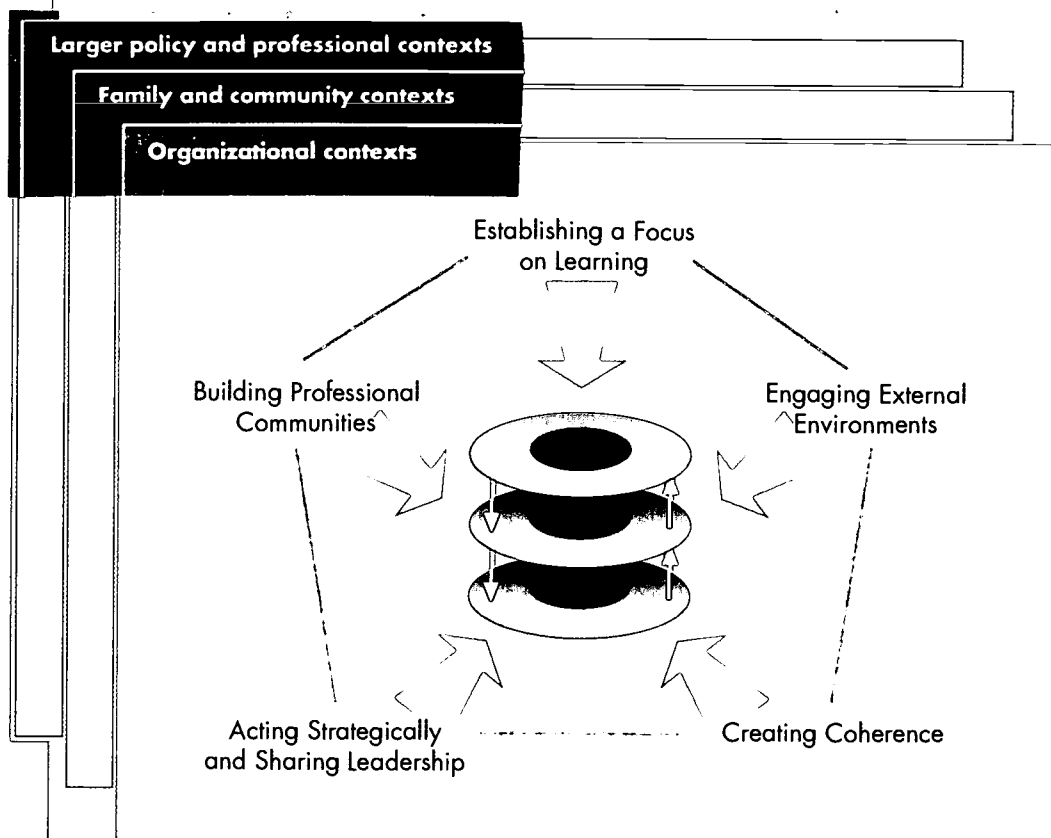 Larger policy and professional contexts
Family and community contexts
Organizational contexts
Establishing a Focus
on Learning
Building Professional
Communities
Engaging External
Environments
Acting Strategically
and Sharing Leadership
Creating Coherence